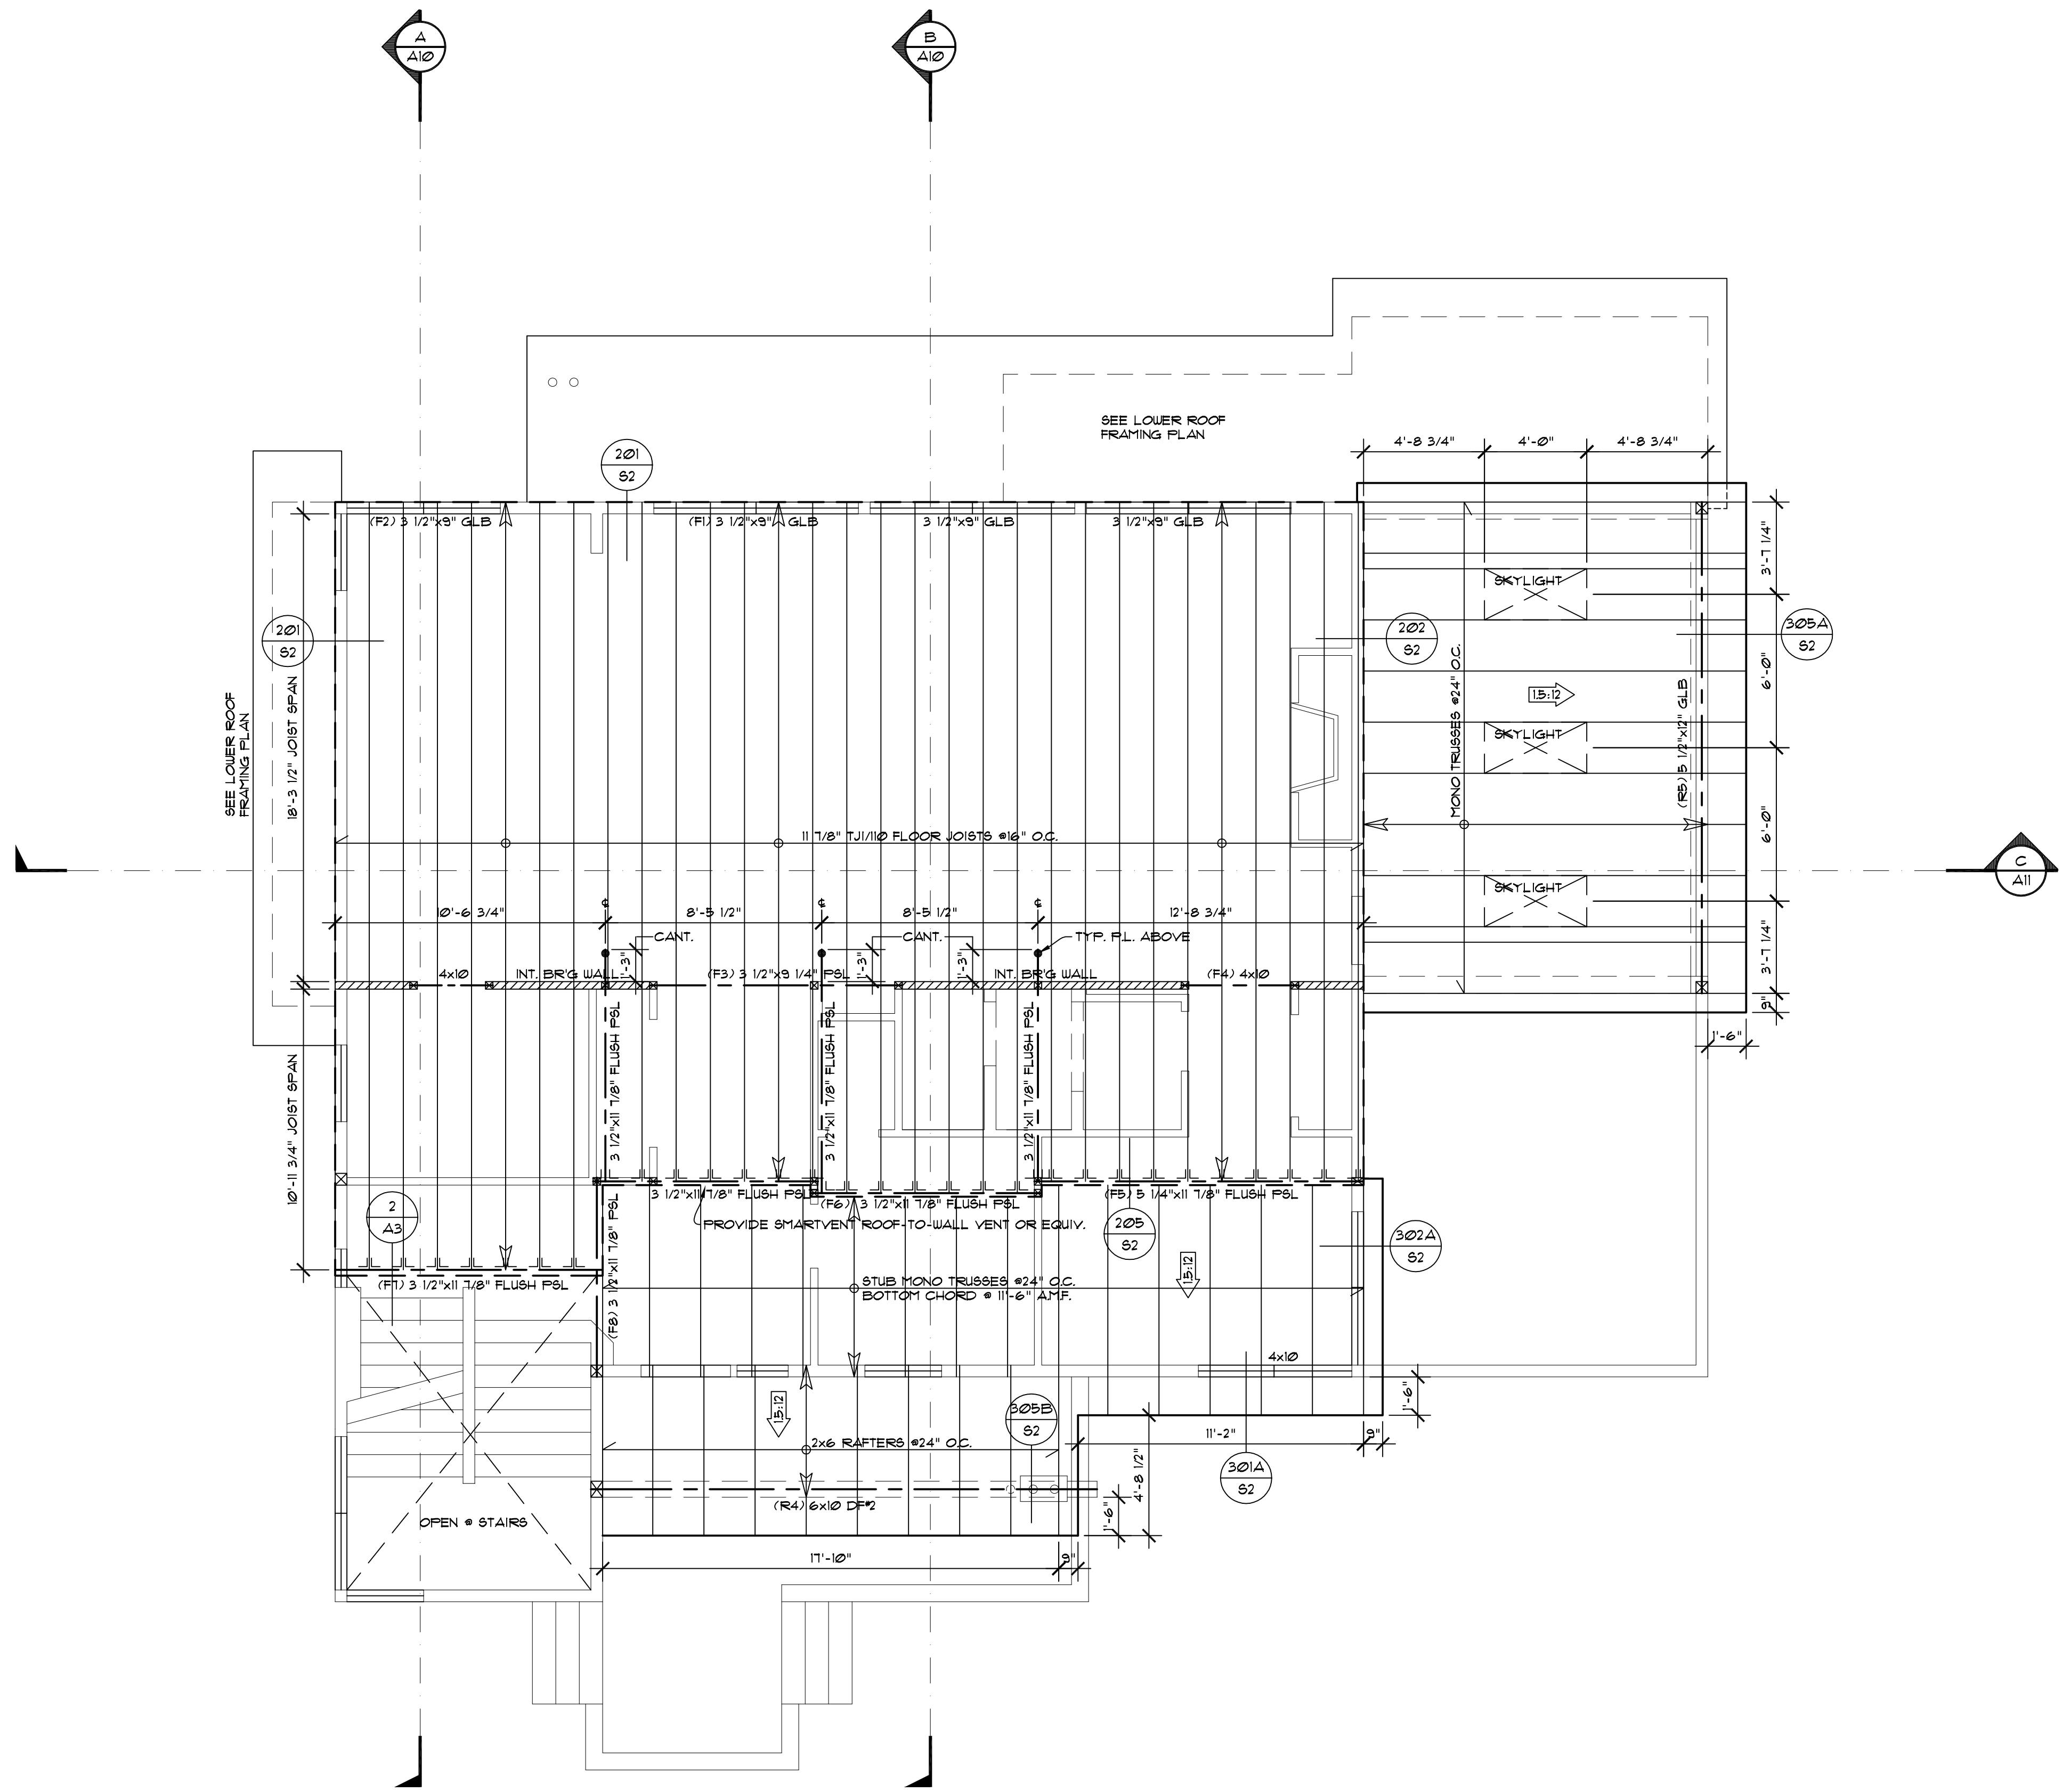 A
A10
B
A10
SEE LOWER ROOF
FRAMING PLAN
201
S2
4'-8 3/4"
4'-0"
4'-8 3/4"
(F2) 3 1/2"x9" GLB
(F1) 3 1/2"x9" GLB
3 1/2"x9" GLB
3 1/2"x9" GLB
3'-7 1/4"
SKYLIGHT
201
S2
202
S2
305A
S2
18'-3 1/2" JOIST SPAN
SEE LOWER ROOF
FRAMING PLAN
MONO TRUSSES @24" O.C.
1.5:12
(R5) 5 1/2"x12" GLB
6'-0"
SKYLIGHT
11 7/8" TJI/110 FLOOR JOISTS @16" O.C.
6'-0"
C
A11
SKYLIGHT
10'-6 3/4"
8'-5 1/2"
8'-5 1/2"
12'-8 3/4"
CANT.
CANT.
TYP. P.L. ABOVE
1'-3"
1'-3"
1'-3"
3'-7 1/4"
4x10
INT. BR'G WALL
(F3) 3 1/2"x9 1/4" PSL
INT. BR'G WALL
(F4) 4x10
9"
1'-6"
3 1/2"x11 7/8" FLUSH PSL
3 1/2"x11 7/8" FLUSH PSL
3 1/2"x11 7/8" FLUSH PSL
10'-11 3/4" JOIST SPAN
3 1/2"x11 7/8" FLUSH PSL
(F6) 3 1/2"x11 7/8" FLUSH PSL
(F5) 5 1/4"x11 7/8" FLUSH PSL
2
A3
PROVIDE SMARTVENT ROOF-TO-WALL VENT OR EQUIV.
205
S2
302A
S2
(F8) 3 1/2"x11 7/8" PSL
(F7) 3 1/2"x11 7/8" FLUSH PSL
STUB MONO TRUSSES @24" O.C.
BOTTOM CHORD @ 11'-6" A.M.F.
1.5:12
4x10
1.5:12
305B
S2
1'-6"
2x6 RAFTERS @24" O.C.
11'-2"
9"
4'-8 1/2"
301A
S2
(R4) 6x10 DF#2
1'-6"
OPEN @ STAIRS
17'-10"
9"